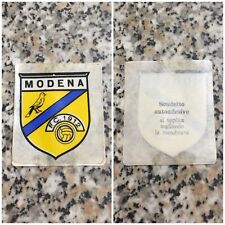 MODENA
F.C. 1912
Scudetto
autoadesivo
si applica
togliendo
la membrana